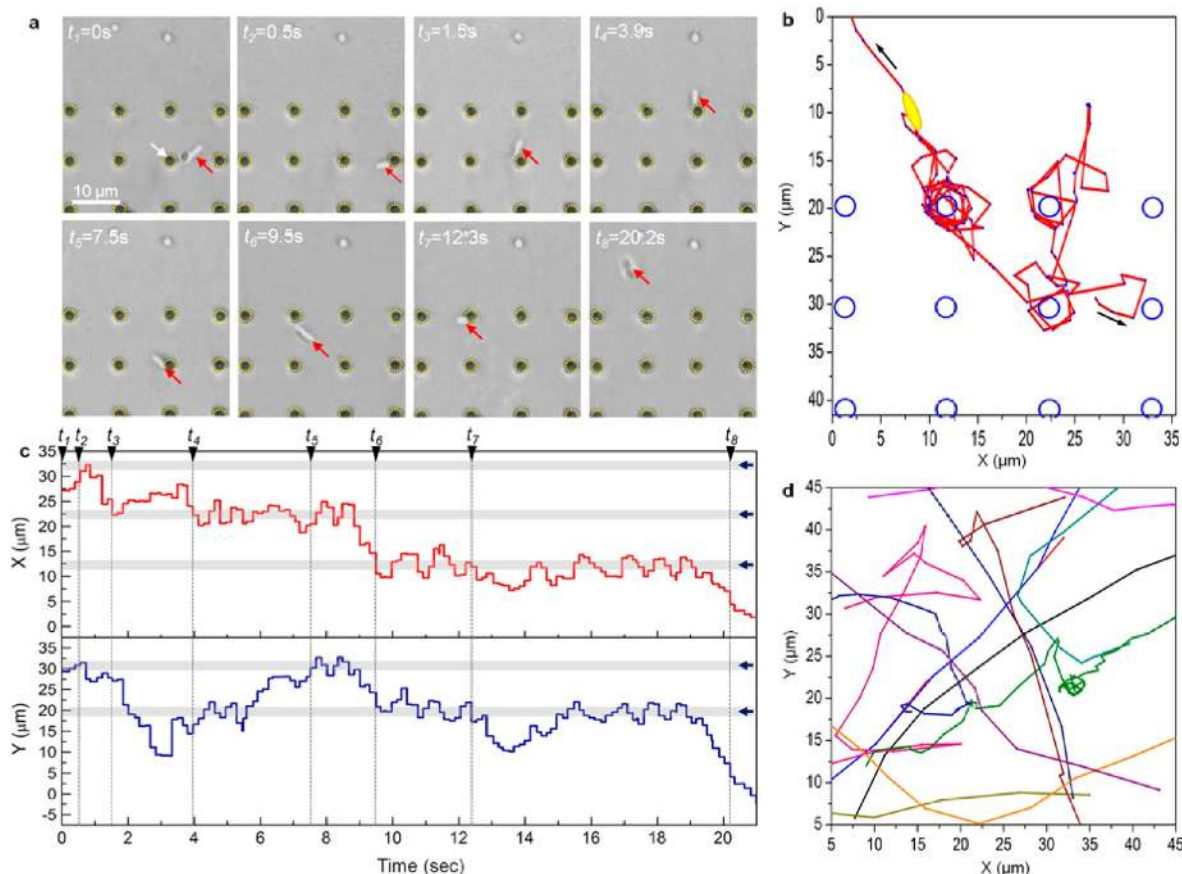 a
t₁=0s
t₂=0.5s
t₃=1.5s
t₄=3.9s
10 μm
t₅=7.5s
t₆=9.5s
t₇=12.3s
t₈=20.2s
b
0
5
10
15
20
25
30
35
40
Y (μm)
0 5 10 15 20 25 30 35
X (μm)
c
t₁ t₂ t₃ t₄ t₅ t₆ t₇ t₈
35
30
25
20
15
10
5
0
X (μm)
35
30
25
20
15
10
5
0
-5
Y (μm)
0 2 4 6 8 10 12 14 16 18 20
Time (sec)
d
45
40
35
30
25
20
15
10
5
Y (μm)
5 10 15 20 25 30 35 40 45
X (μm)